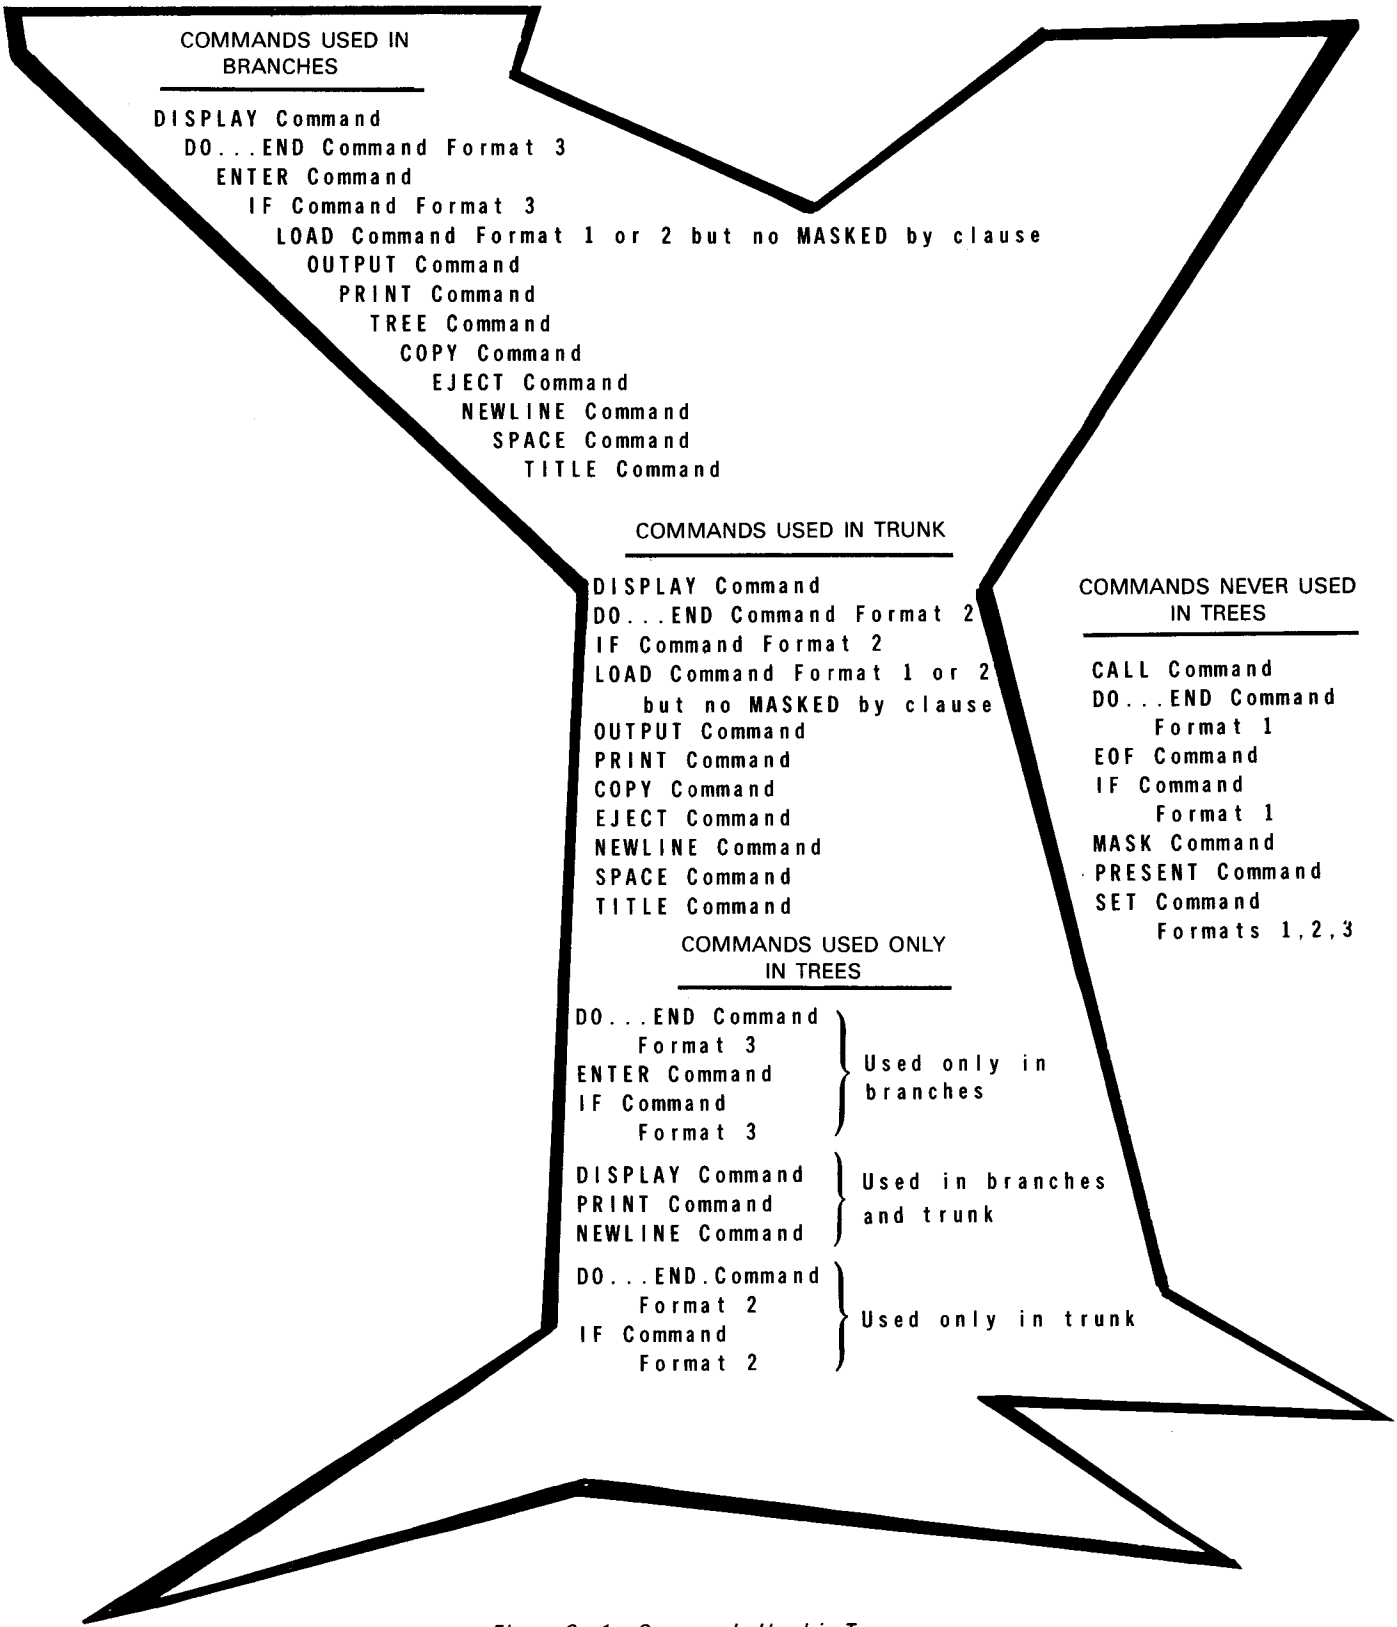 COMMANDS USED IN
BRANCHES
DISPLAY Command
DO...END Command Format 3
ENTER Command
IF Command Format 3
LOAD Command Format 1 or 2 but no MASKED by clause
OUTPUT Command
PRINT Command
TREE Command
COPY Command
EJECT Command
NEWLINE Command
SPACE Command
TITLE Command
COMMANDS USED IN TRUNK
DISPLAY Command
DO...END Command Format 2
IF Command Format 2
LOAD Command Format 1 or 2
but no MASKED by clause
OUTPUT Command
PRINT Command
COPY Command
EJECT Command
NEWLINE Command
SPACE Command
TITLE Command
COMMANDS NEVER USED
IN TREES
CALL Command
DO...END Command
Format 1
EOF Command
IF Command
Format 1
MASK Command
PRESENT Command
SET Command
Formats 1,2,3
COMMANDS USED ONLY
IN TREES
DO...END Command
Format 3
ENTER Command
IF Command
Format 3
Used only in
branches
DISPLAY Command
PRINT Command
NEWLINE Command
Used in branches
and trunk
DO...END.Command
Format 2
IF Command
Format 2
Used only in trunk